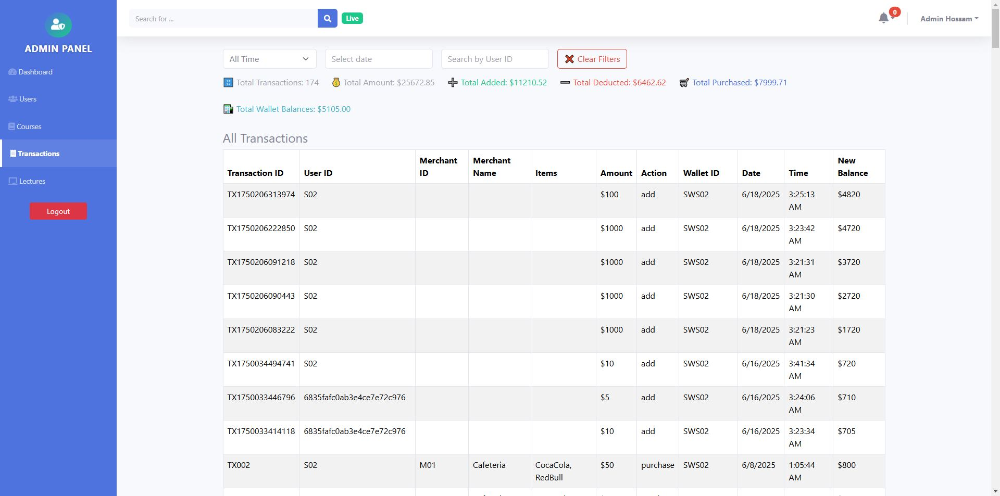 ADMIN PANEL
Dashboard
Users
Courses
Transactions
Lectures
Logout
Search for ...
Live
0
Admin Hossam
All Time
Select date
Search by User ID
Clear Filters
Total Transactions: 174
Total Amount: $25672.85
Total Added: $11210.52
Total Deducted: $6462.62
Total Purchased: $7999.71
Total Wallet Balances: $5105.00
All Transactions
Transaction ID User ID Merchant ID Merchant Name Items Amount Action Wallet ID Date Time New Balance
TX1750206313974 S02 $100 add SWS02 6/18/2025 3:25:13 AM $4820
TX1750206222850 S02 $1000 add SWS02 6/18/2025 3:23:42 AM $4720
TX1750206091218 S02 $1000 add SWS02 6/18/2025 3:21:31 AM $3720
TX1750206090443 S02 $1000 add SWS02 6/18/2025 3:21:30 AM $2720
TX1750206083222 S02 $1000 add SWS02 6/18/2025 3:21:23 AM $1720
TX1750034494741 S02 $10 add SWS02 6/16/2025 3:41:34 AM $720
TX1750033446796 6835fafc0ab3e4ce7e72c976 $5 add SWS02 6/16/2025 3:24:06 AM $710
TX1750033414118 6835fafc0ab3e4ce7e72c976 $10 add SWS02 6/16/2025 3:23:34 AM $705
TX002 S02 M01 Cafeteria CocaCola, RedBull $50 purchase SWS02 6/8/2025 1:05:44 AM $800